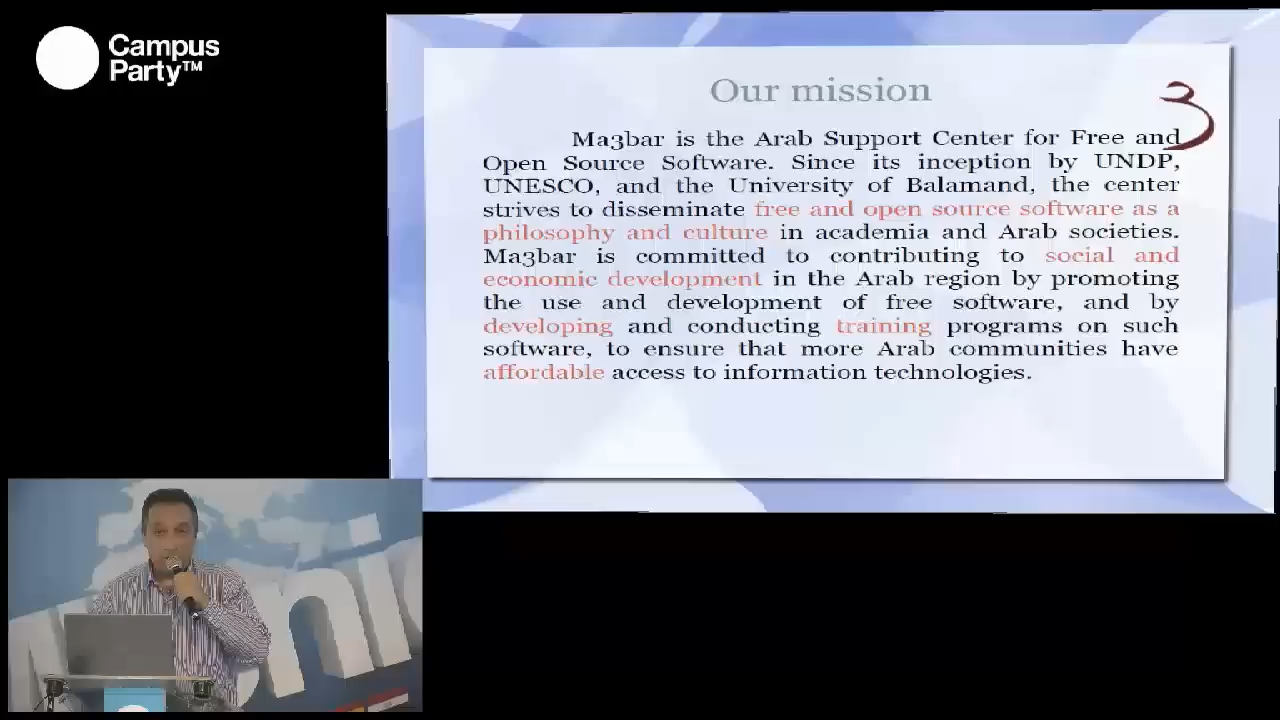 Campus
Party™
Our mission
Ma3bar is the Arab Support Center for Free and
Open Source Software. Since its inception by UNDP,
UNESCO, and the University of Balamand, the center
strives to disseminate free and open source software as a
philosophy and culture in academia and Arab societies.
Ma3bar is committed to contributing to social and
economic development in the Arab region by promoting
the use and development of free software, and by
developing and conducting training programs on such
software, to ensure that more Arab communities have
affordable access to information technologies.